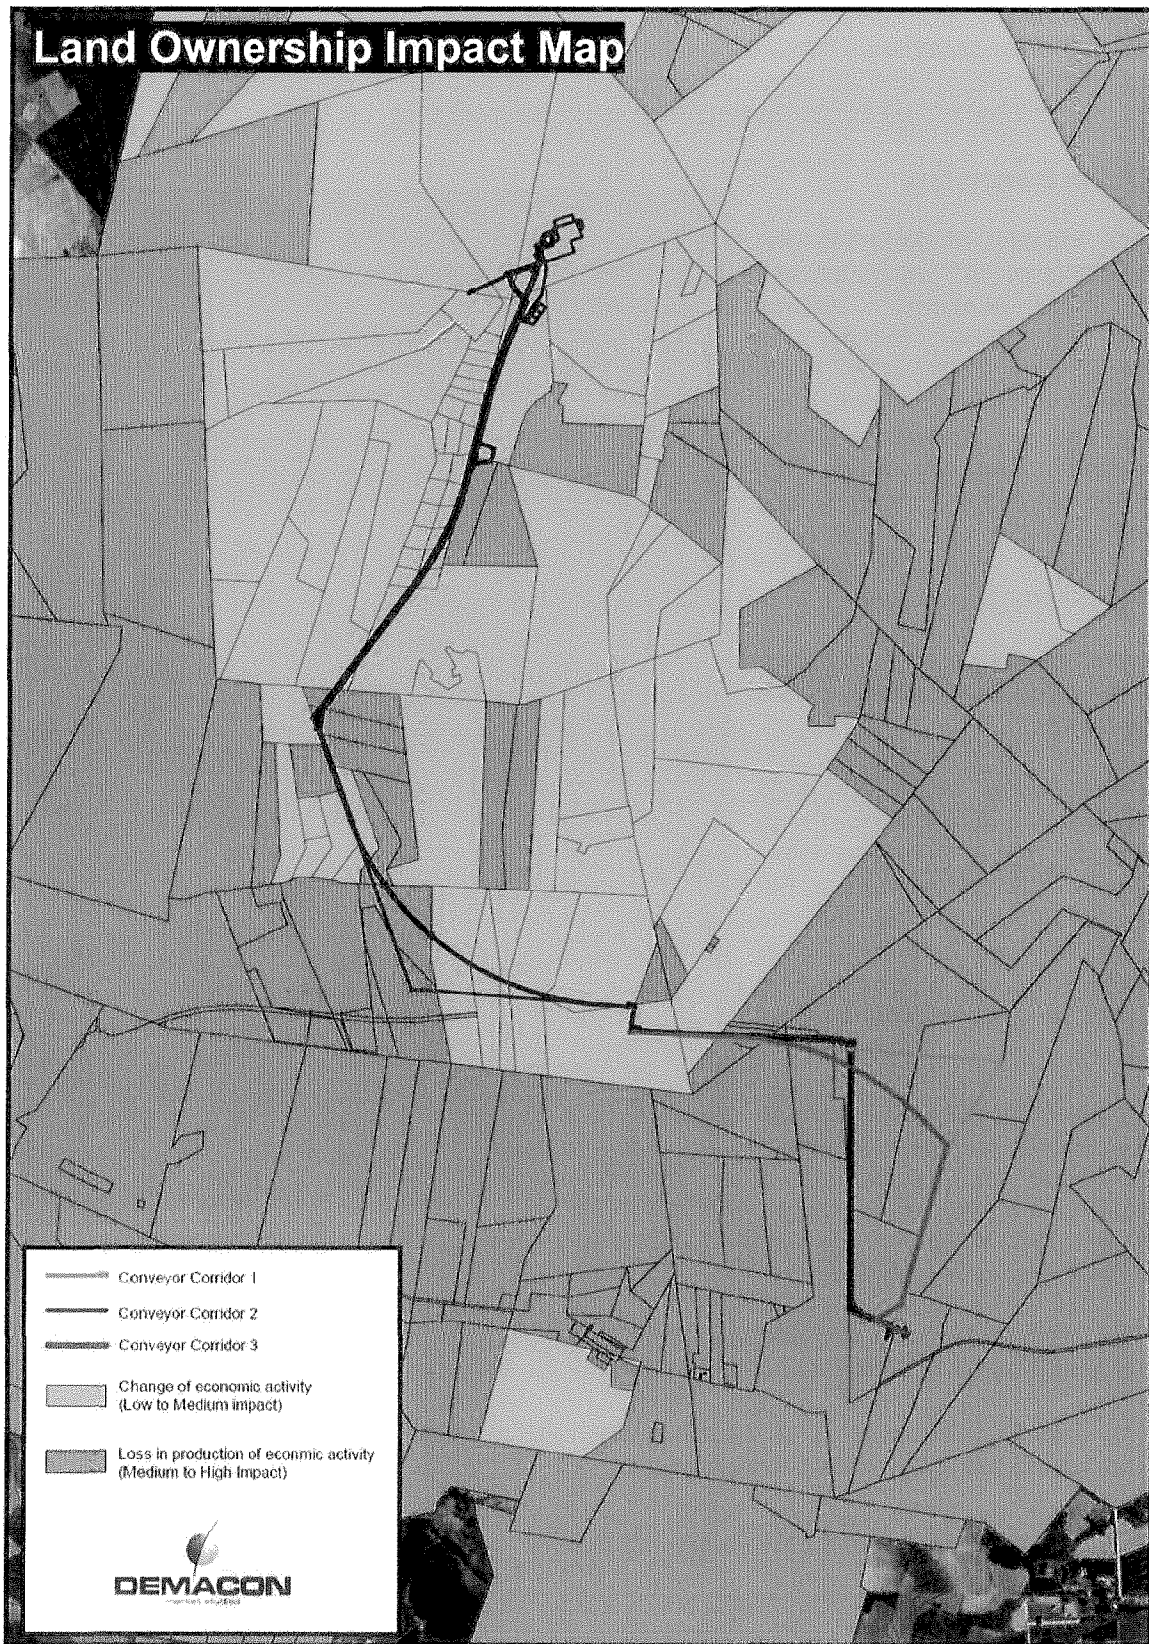 Land Ownership Impact Map
Conveyor Corridor 1
Conveyor Corridor 2
Conveyor Corridor 3
Change of economic activity
(Low to Medium impact)
Loss in production of econmic activity
(Medium to High Impact)
DEMACON